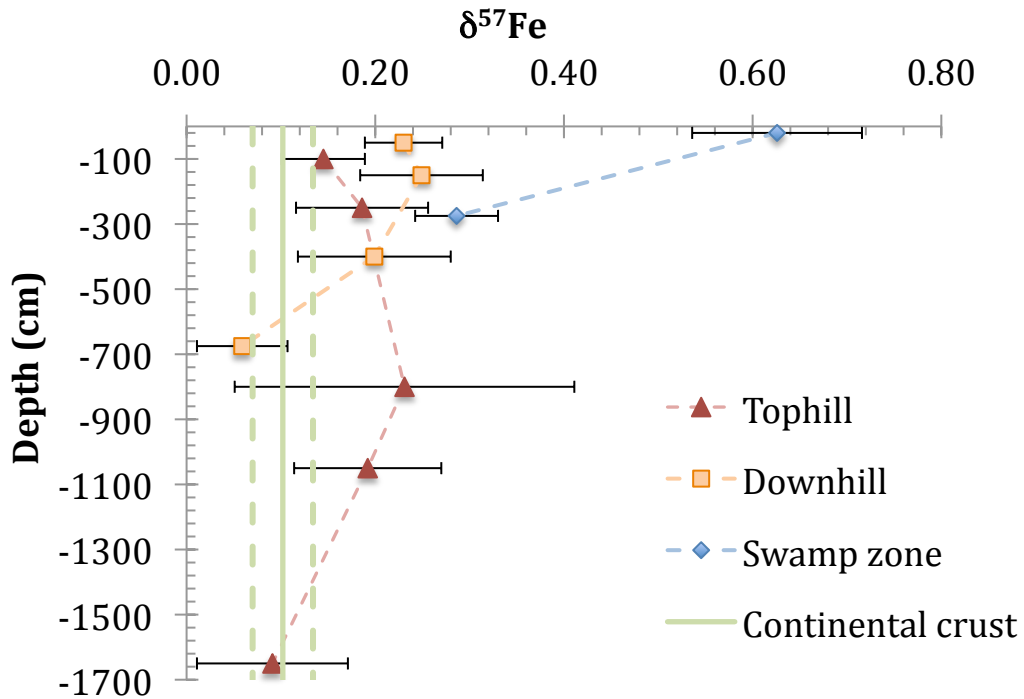 δ⁵⁷Fe
0.00 0.20 0.40 0.60 0.80
Depth (cm)
-100
-300
-500
-700
-900
-1100
-1300
-1500
-1700
Tophill
Downhill
Swamp zone
Continental crust